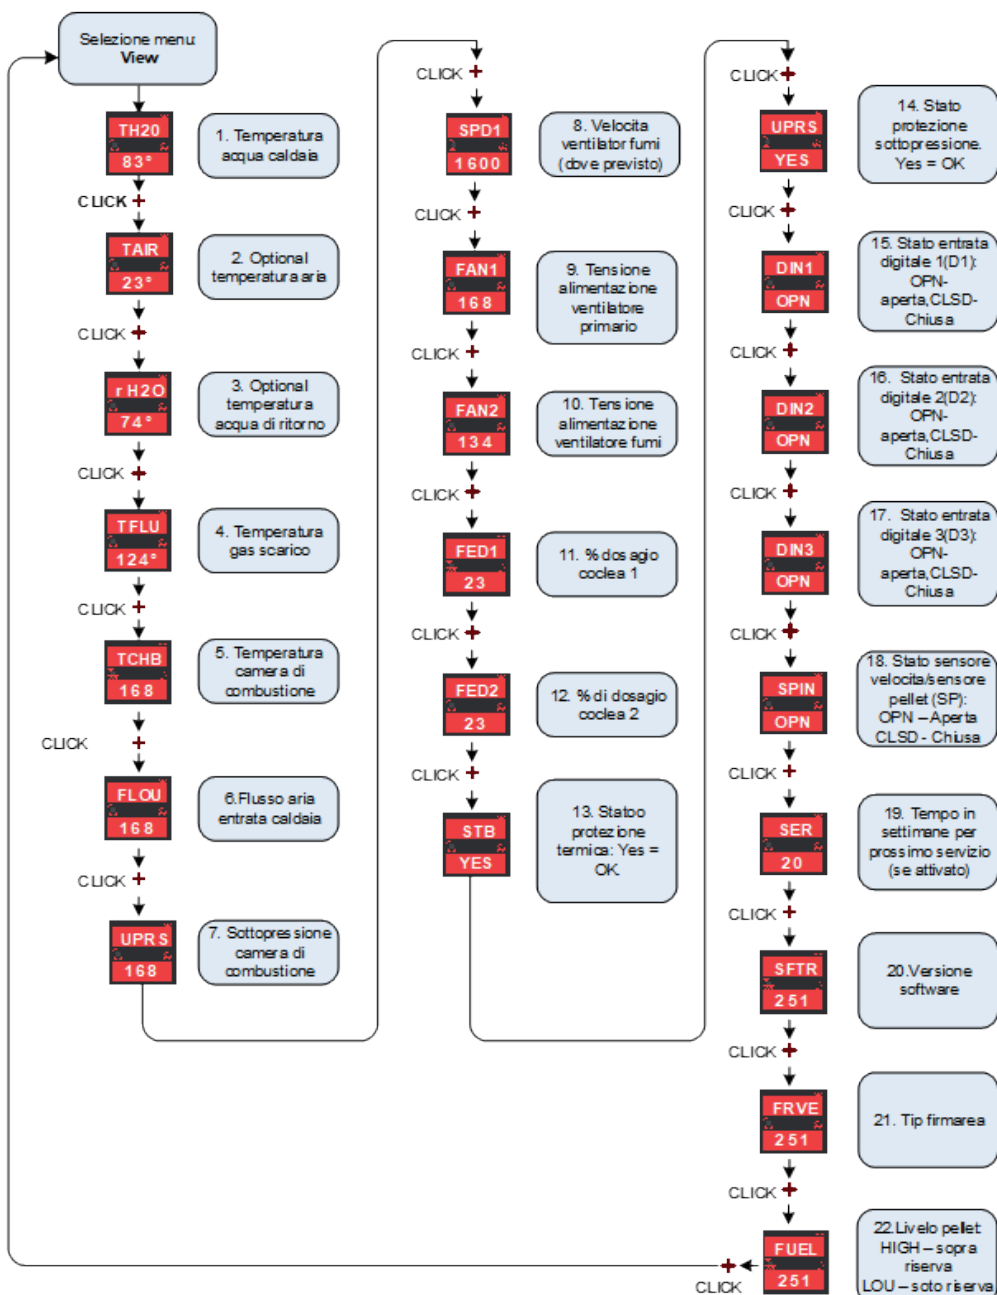 Selezione menu:
View
TH20
83°
1. Temperatura
acqua caldaia
CLICK
TAIR
23°
2. Optional
temperatura aria
CLICK
rH2O
74°
3. Optional
temperatura
acqua di ritorno
CLICK
TFLU
124°
4. Temperatura
gas scarico
CLICK
TCHB
168
5. Temperatura
camera di
combustione
CLICK
FLOU
168
6.Flusso aria
entrata caldaia
CLICK
UPRS
168
7. Sottopressione
camera di
combustione
CLICK
SPD1
1600
8. Velocita
ventilator fumi
(dove previsto)
CLICK
FAN1
168
9. Tensione
alimentazione
ventilatore
primario
CLICK
FAN2
134
10. Tensione
alimentazione
ventilatore fumi
CLICK
FED1
23
11. % dosagio
coclea 1
CLICK
FED2
23
12. % di dosagio
coclea 2
CLICK
STB
YES
13. Statoo
protezione
termica: Yes =
OK.
CLICK
UPRS
YES
14. Stato
protezione
sottopressione.
Yes = OK
CLICK
DIN1
OPN
15. Stato entrata
digitale 1(D1):
OPN-
aperta,CLSD-
Chiusa
CLICK
DIN2
OPN
16. Stato entrata
digitale 2(D2):
OPN-
aperta,CLSD-
Chiusa
CLICK
DIN3
OPN
17. Stato entrata
digitale 3(D3):
OPN-
aperta,CLSD-
Chiusa
CLICK
SPIN
OPN
18. Stato sensore
velocita/sensore
pellet (SP):
OPN – Aperta
CLSD - Chiusa
CLICK
SER
20
19. Tempo in
settimane per
prossimo servizio
(se attivato)
CLICK
SFTR
251
20.Versione
software
CLICK
FRVE
251
21. Tip firmarea
CLICK
FUEL
251
22.Livelo pellet
HIGH – sopra
riserva
LOU – soto riserva
CLICK